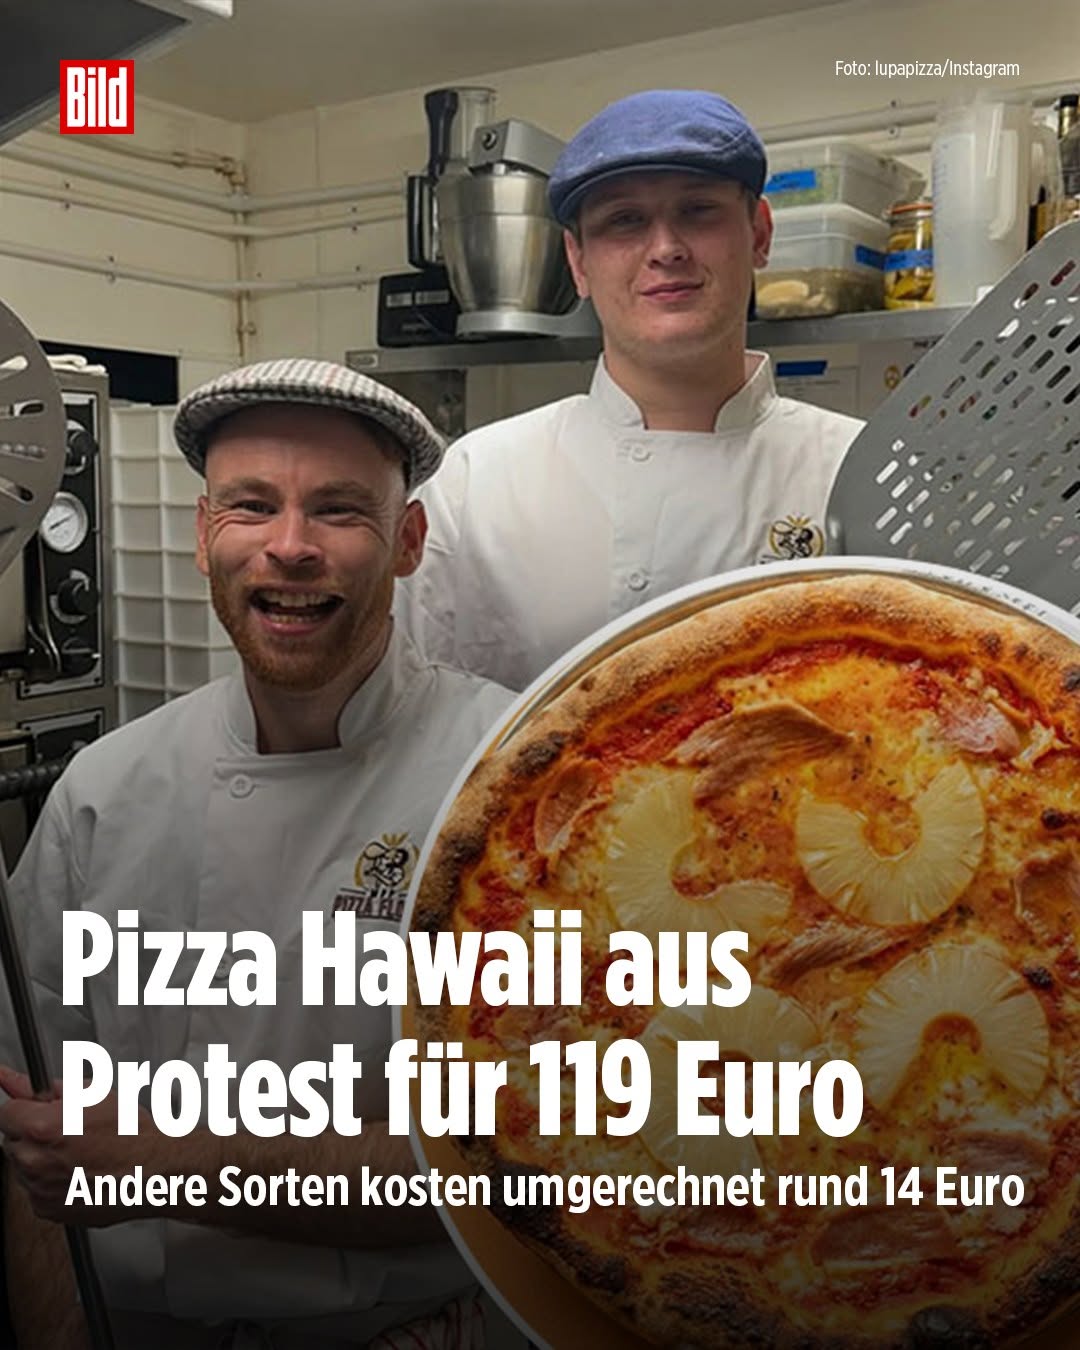 Bild
Foto: lupapizza/Instagram
Pizza Hawaii aus
Protest für 119 Euro
Andere Sorten kosten umgerechnet rund 14 Euro